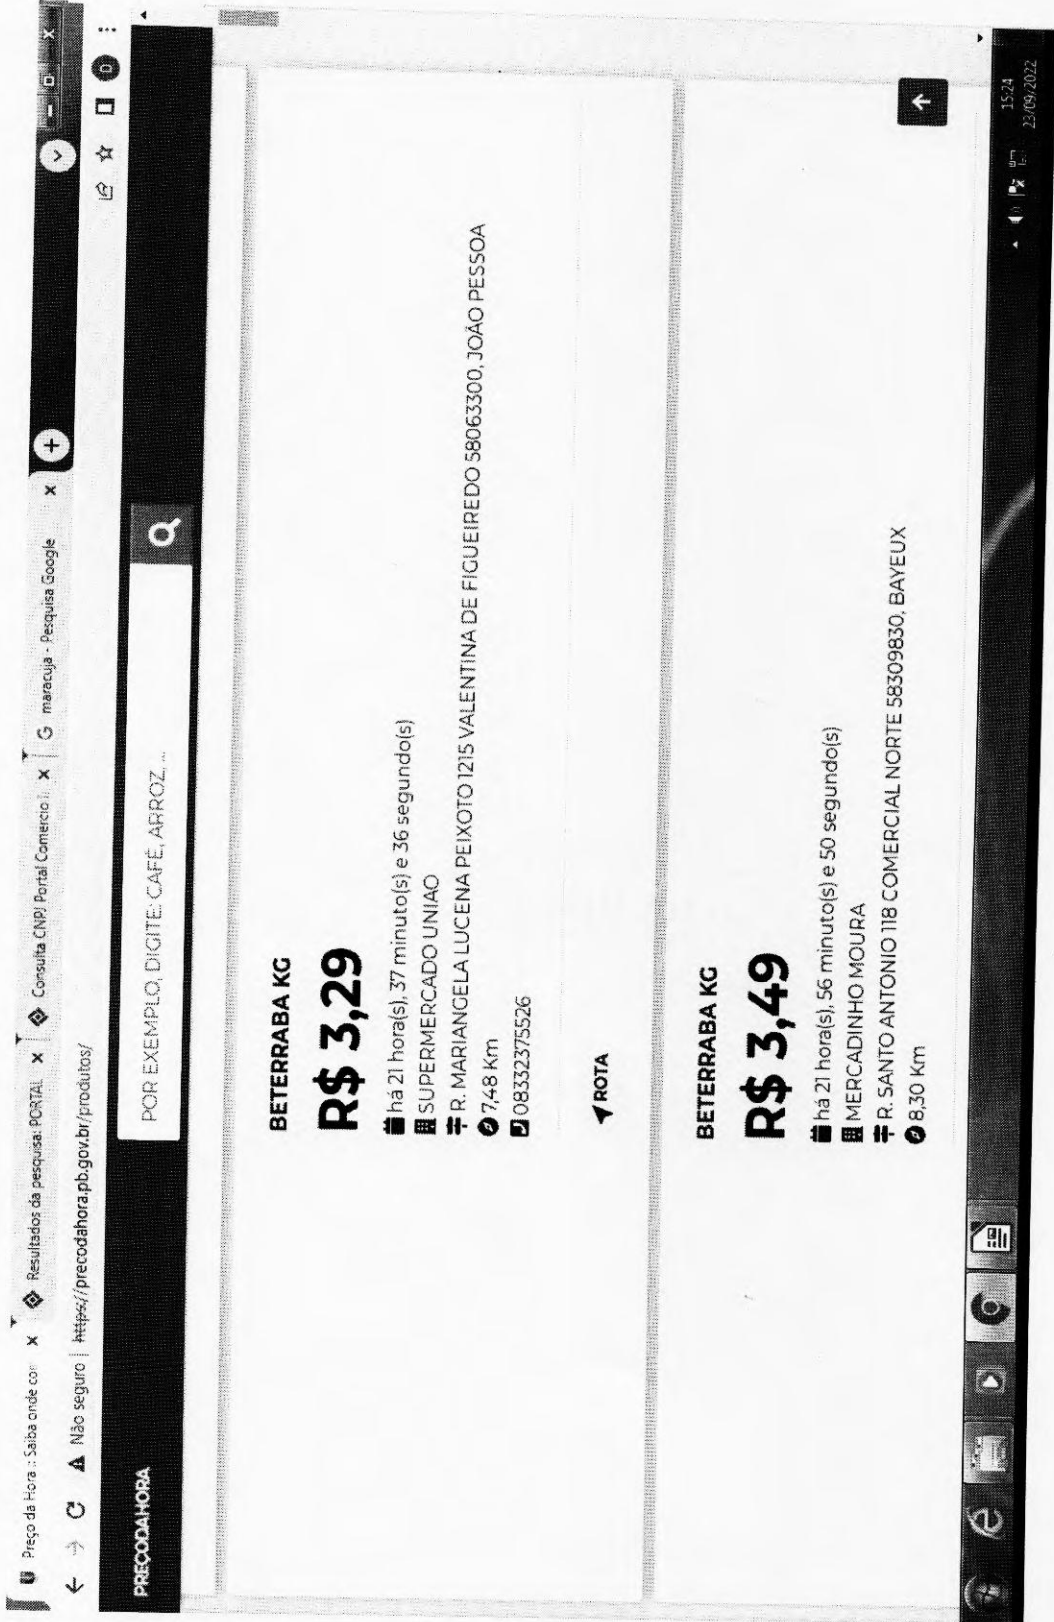 Preço da Hora :: Saiba onde con x
Resultados da pesquisa: PORTAL x
Consulta CNPJ Portal Comercio x
G maracuja - Pesquisa Google x
Não seguro | https://precodahora.pb.gov.br/produtos/
PREÇODAHORA
POR EXEMPLO, DIGITE: CAFÉ, ARROZ, ...
BETERRABA KG
R$ 3,29
há 21 hora(s), 37 minuto(s) e 36 segundo(s)
SUPERMERCADO UNIAO
R. MARIANGELA LUCENA PEIXOTO 1215 VALENTINA DE FIGUEIREDO 58063300, JOÃO PESSOA
7,48 Km
08332375526
ROTA
BETERRABA KG
R$ 3,49
há 21 hora(s), 56 minuto(s) e 50 segundo(s)
MERCADINHO MOURA
R. SANTO ANTONIO 118 COMERCIAL NORTE 58309830, BAYEUX
8,30 Km
15:24
23/09/2022